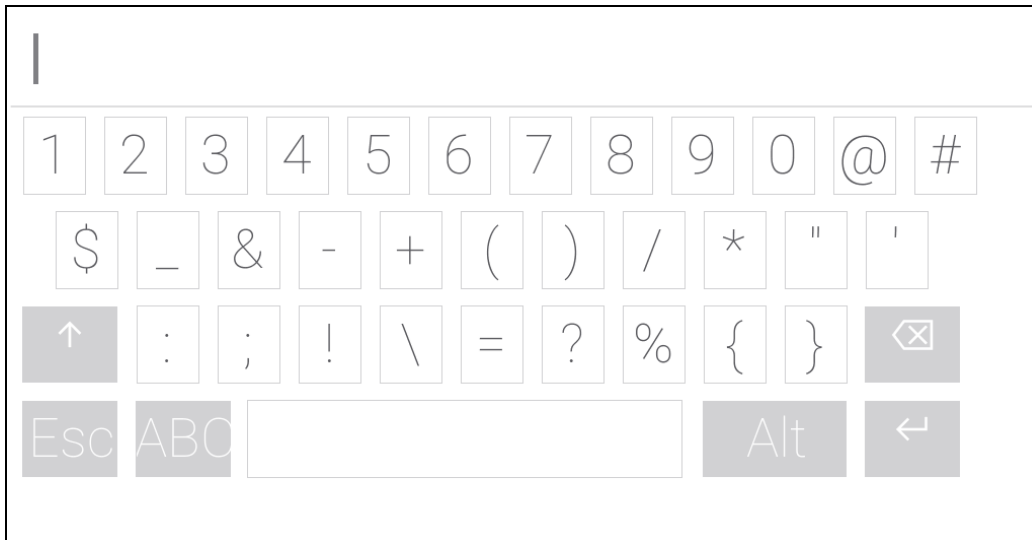 1 2 3 4 5 6 7 8 9 0 @ #
$ _ & - + ( ) / * " '
: ; ! \ = ? % { }
Esc ABC Alt